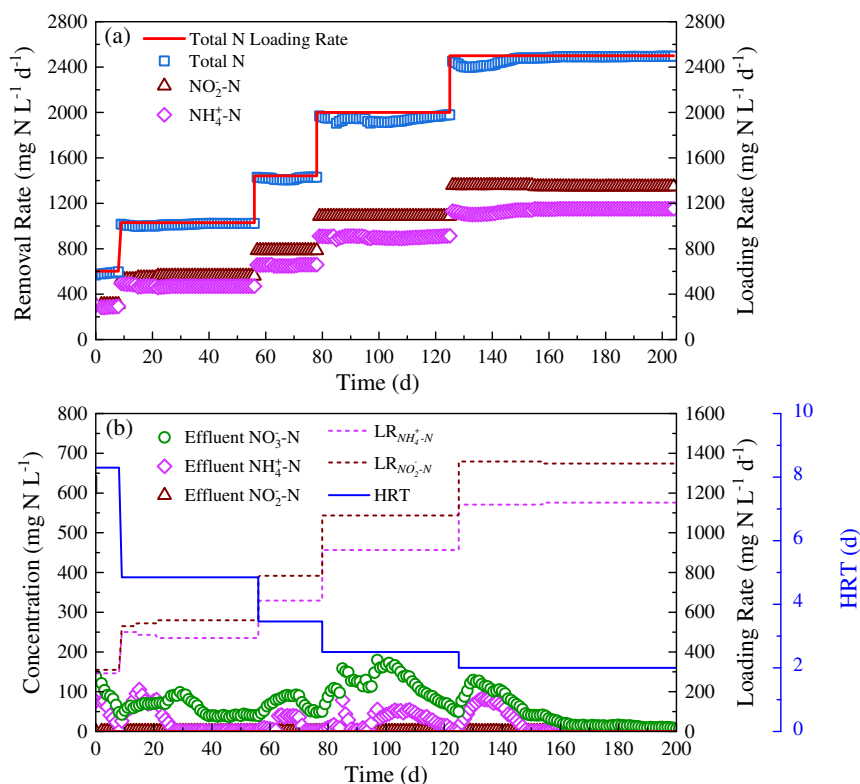 (a)
Total N Loading Rate
Total N
NO₂⁻-N
NH₄⁺-N
Removal Rate (mg N L⁻¹ d⁻¹)
Loading Rate (mg N L⁻¹ d⁻¹)
2800 2800
2400 2400
2000 2000
1600 1600
1200 1200
800 800
400 400
0 0
0 20 40 60 80 100 120 140 160 180 200
Time (d)
(b)
Effluent NO₃⁻-N
Effluent NH₄⁺-N
Effluent NO₂⁻-N
LR_NH₄⁺-N
LR_NO₂⁻-N
HRT
Concentration (mg N L⁻¹)
Loading Rate (mg N L⁻¹ d⁻¹)
HRT (d)
800 1600 10
700 1400
600 1200 8
500 1000
400 800 6
300 600 4
200 400
100 200 2
0 0 0
0 20 40 60 80 100 120 140 160 180 200
Time (d)